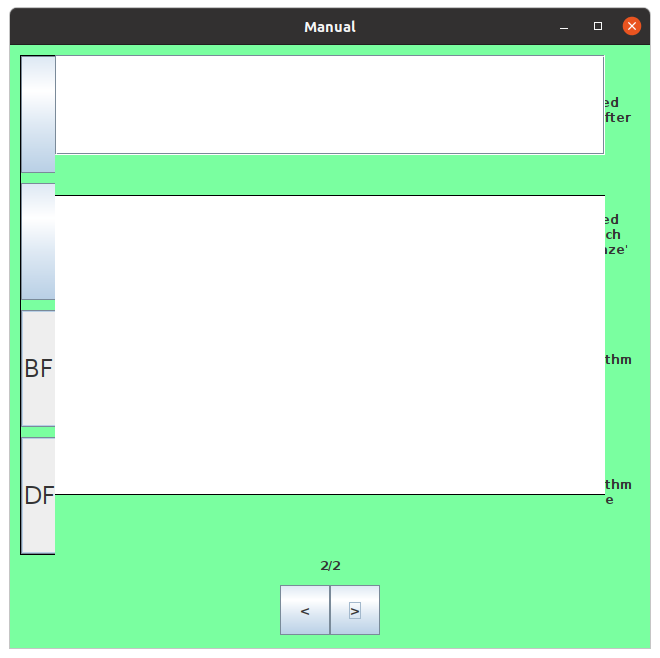 Manual
ed
fter
ed
ch
aze'
BF
thm
DF
thm
e
2/2
< >